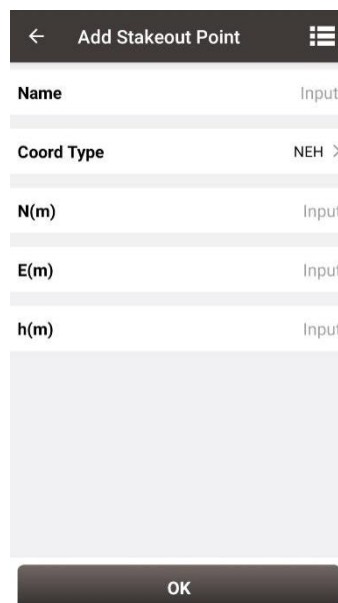 Add Stakeout Point
Name Input
Coord Type NEH
N(m) Input
E(m) Input
h(m) Input
OK